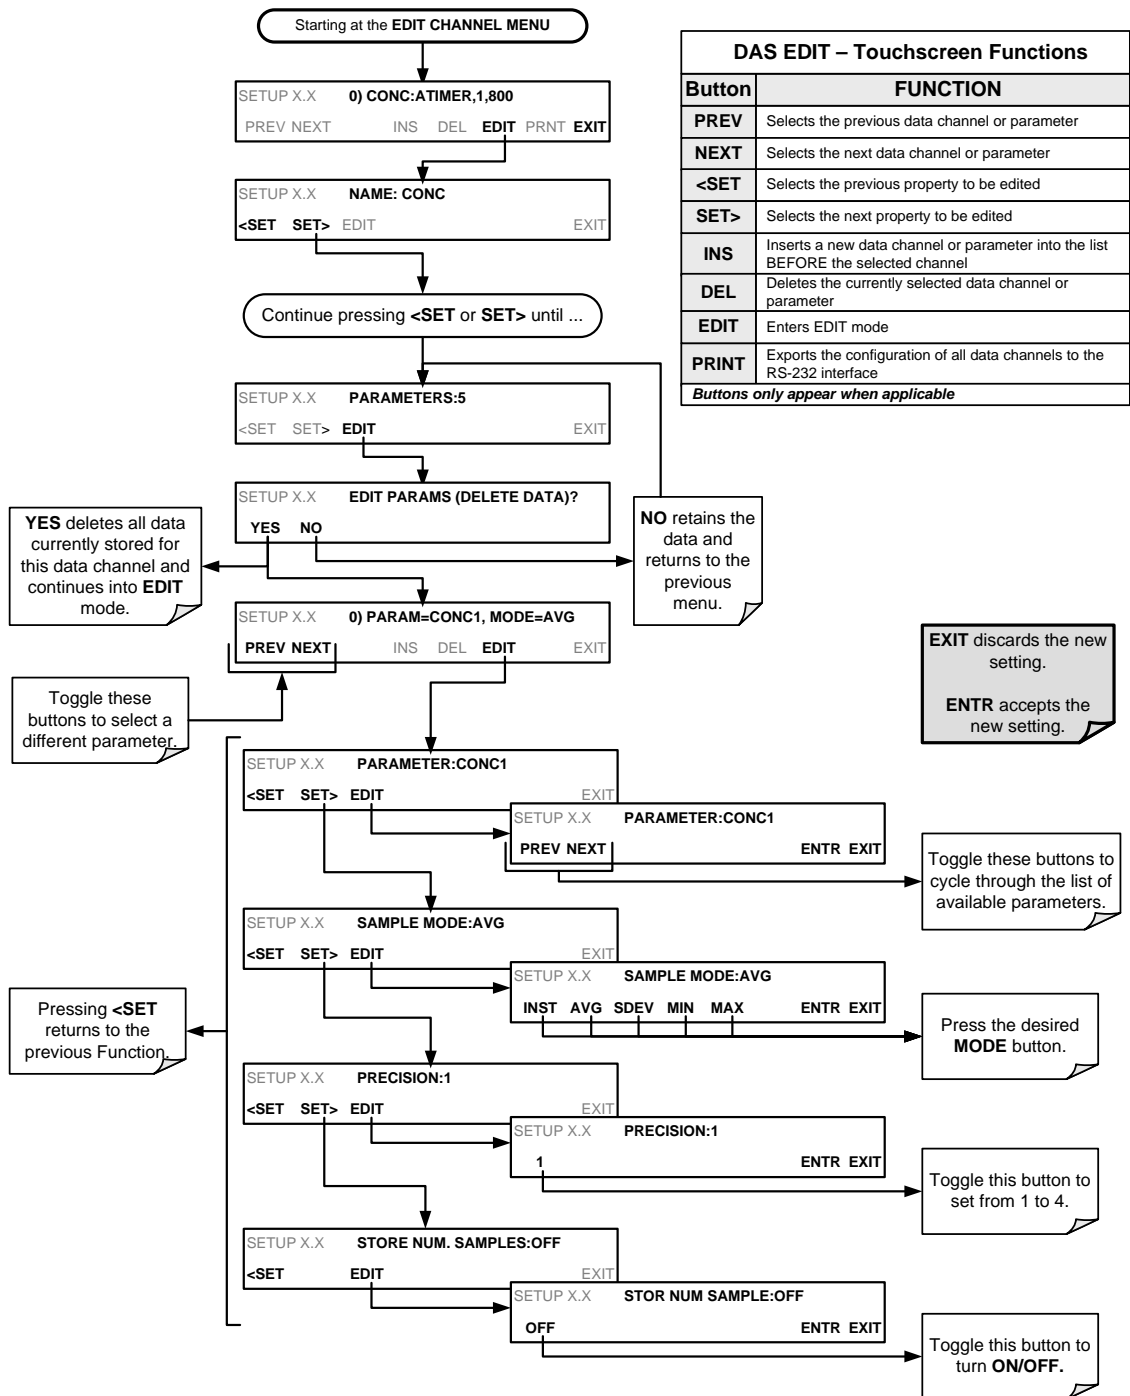 Starting at the EDIT CHANNEL MENU
SETUP X.X 0) CONC:ATIMER,1,800
PREV NEXT INS DEL EDIT PRNT EXIT
SETUP X.X NAME: CONC
<SET SET> EDIT EXIT
Continue pressing <SET or SET> until ...
SETUP X.X PARAMETERS:5
<SET SET> EDIT EXIT
SETUP X.X EDIT PARAMS (DELETE DATA)?
YES NO
YES deletes all data
currently stored for
this data channel and
continues into EDIT
mode.
NO retains the
data and
returns to the
previous
menu.
SETUP X.X 0) PARAM=CONC1, MODE=AVG
PREV NEXT INS DEL EDIT EXIT
Toggle these
buttons to select a
different parameter.
DAS EDIT – Touchscreen Functions
Button FUNCTION
PREV Selects the previous data channel or parameter
NEXT Selects the next data channel or parameter
<SET Selects the previous property to be edited
SET> Selects the next property to be edited
INS Inserts a new data channel or parameter into the list
BEFORE the selected channel
DEL Deletes the currently selected data channel or
parameter
EDIT Enters EDIT mode
PRINT Exports the configuration of all data channels to the
RS-232 interface
Buttons only appear when applicable
EXIT discards the new
setting.
ENTR accepts the
new setting.
SETUP X.X PARAMETER:CONC1
<SET SET> EDIT EXIT
SETUP X.X PARAMETER:CONC1
PREV NEXT ENTR EXIT
Toggle these buttons to
cycle through the list of
available parameters.
SETUP X.X SAMPLE MODE:AVG
<SET SET> EDIT EXIT
SETUP X.X SAMPLE MODE:AVG
INST AVG SDEV MIN MAX ENTR EXIT
Press the desired
MODE button.
Pressing <SET
returns to the
previous Function.
SETUP X.X PRECISION:1
<SET SET> EDIT EXIT
SETUP X.X PRECISION:1
1 ENTR EXIT
Toggle this button to
set from 1 to 4.
SETUP X.X STORE NUM. SAMPLES:OFF
<SET EDIT EXIT
SETUP X.X STOR NUM SAMPLE:OFF
OFF ENTR EXIT
Toggle this button to
turn ON/OFF.